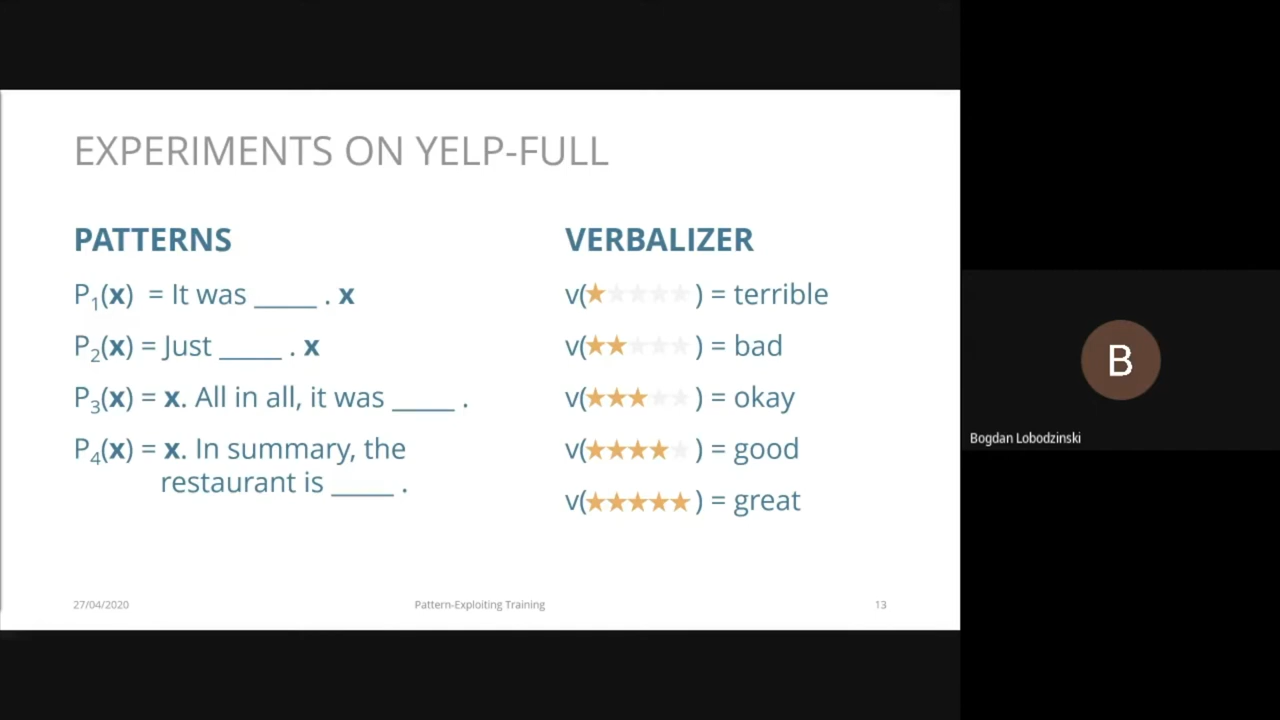 EXPERIMENTS ON YELP-FULL
PATTERNS
P1(x) = It was _____ . x
P2(x) = Just _____ . x
P3(x) = x. All in all, it was _____ .
P4(x) = x. In summary, the
restaurant is _____ .
VERBALIZER
v(★★★★★) = terrible
v(★★★★★) = bad
v(★★★★★) = okay
v(★★★★★) = good
v(★★★★★) = great
27/04/2020
Pattern-Exploiting Training
13
B
Bogdan Lobodzinski